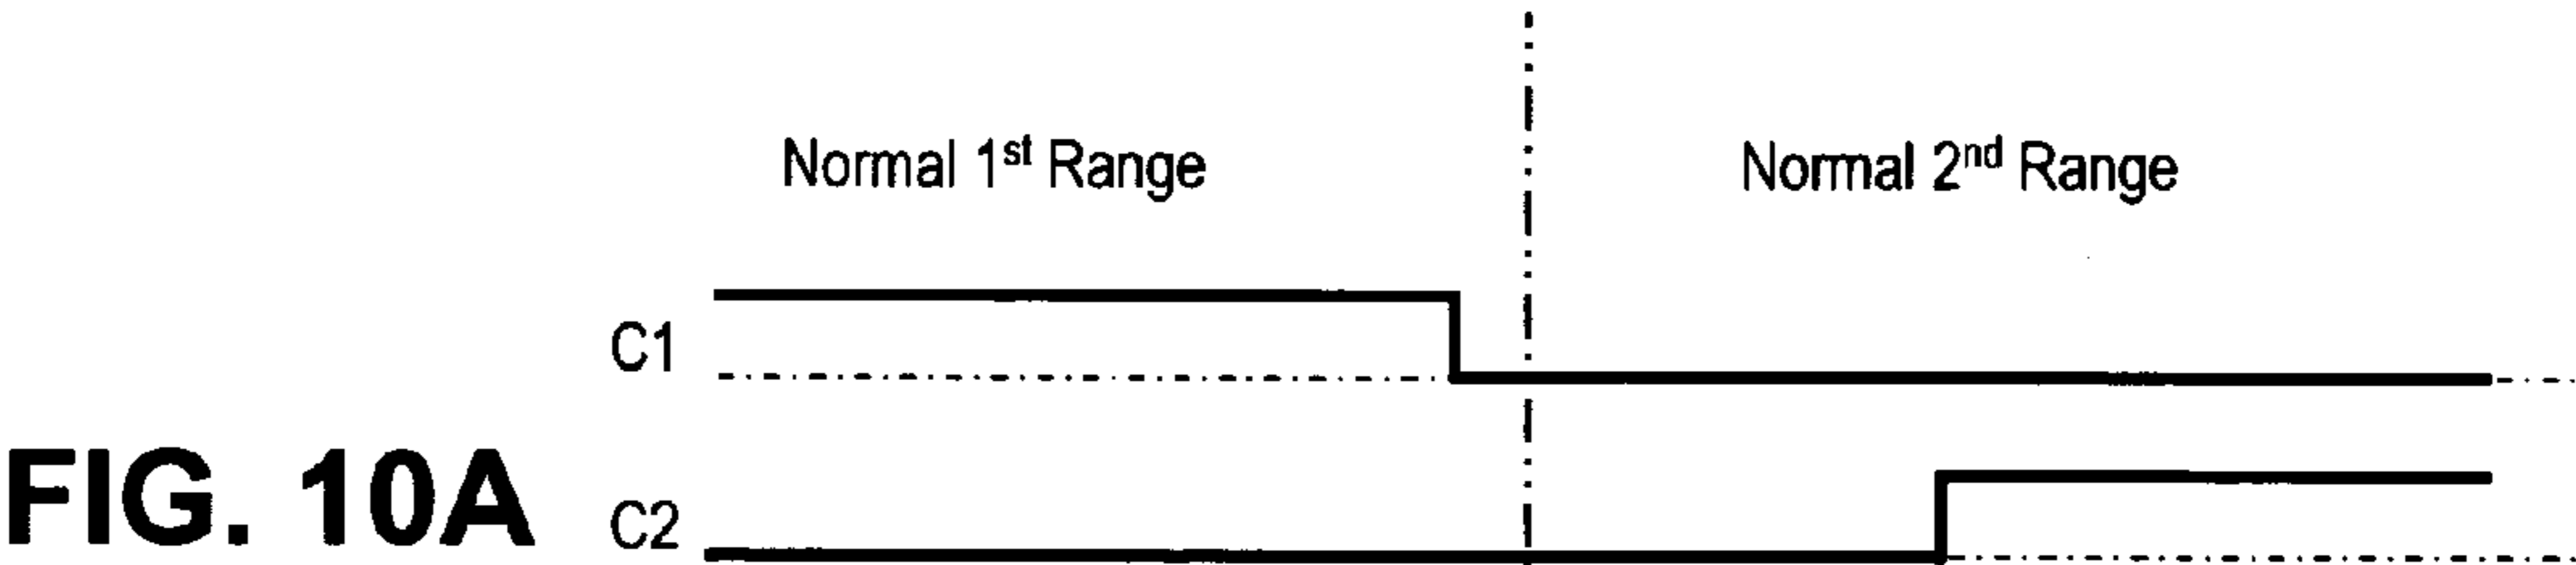 Normal 1st Range
Normal 2nd Range
C1
FIG. 10A
C2